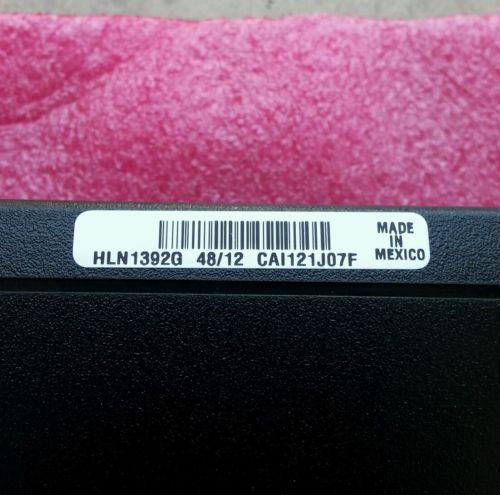 HLN1392G 48/12 CAI121J07F
MADE
IN
MEXICO